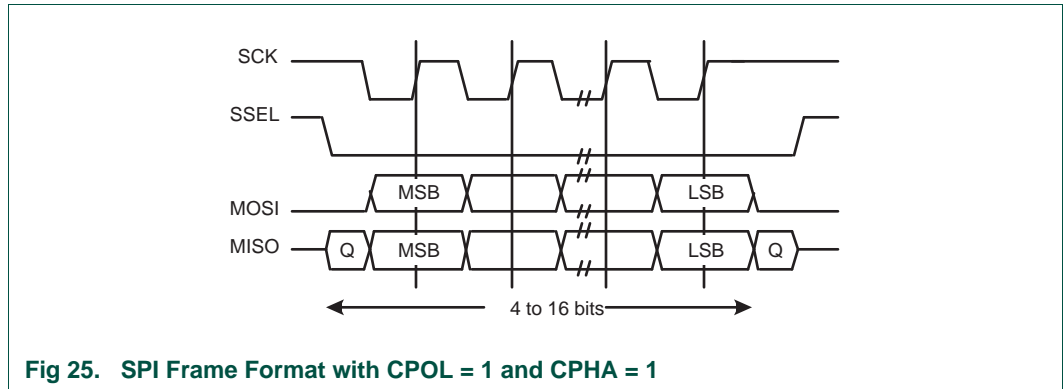 SCK
SSEL
MOSI
MSB
LSB
MISO
Q
MSB
LSB
Q
4 to 16 bits
Fig 25. SPI Frame Format with CPOL = 1 and CPHA = 1